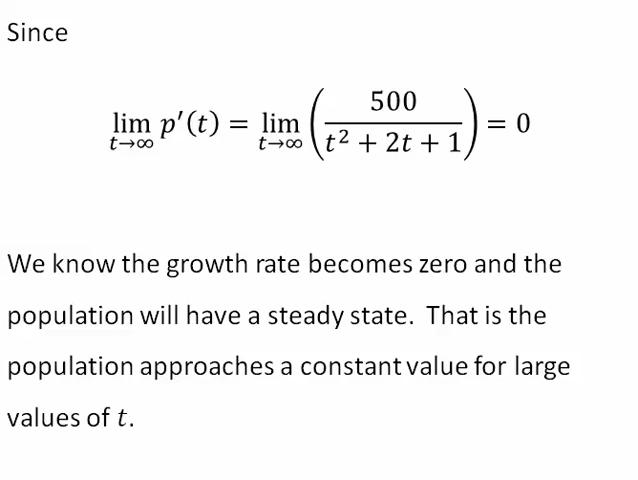 Since
lim t→∞ p′(t) = lim t→∞ (500 / (t² + 2t + 1)) = 0
We know the growth rate becomes zero and the
population will have a steady state. That is the
population approaches a constant value for large
values of t.